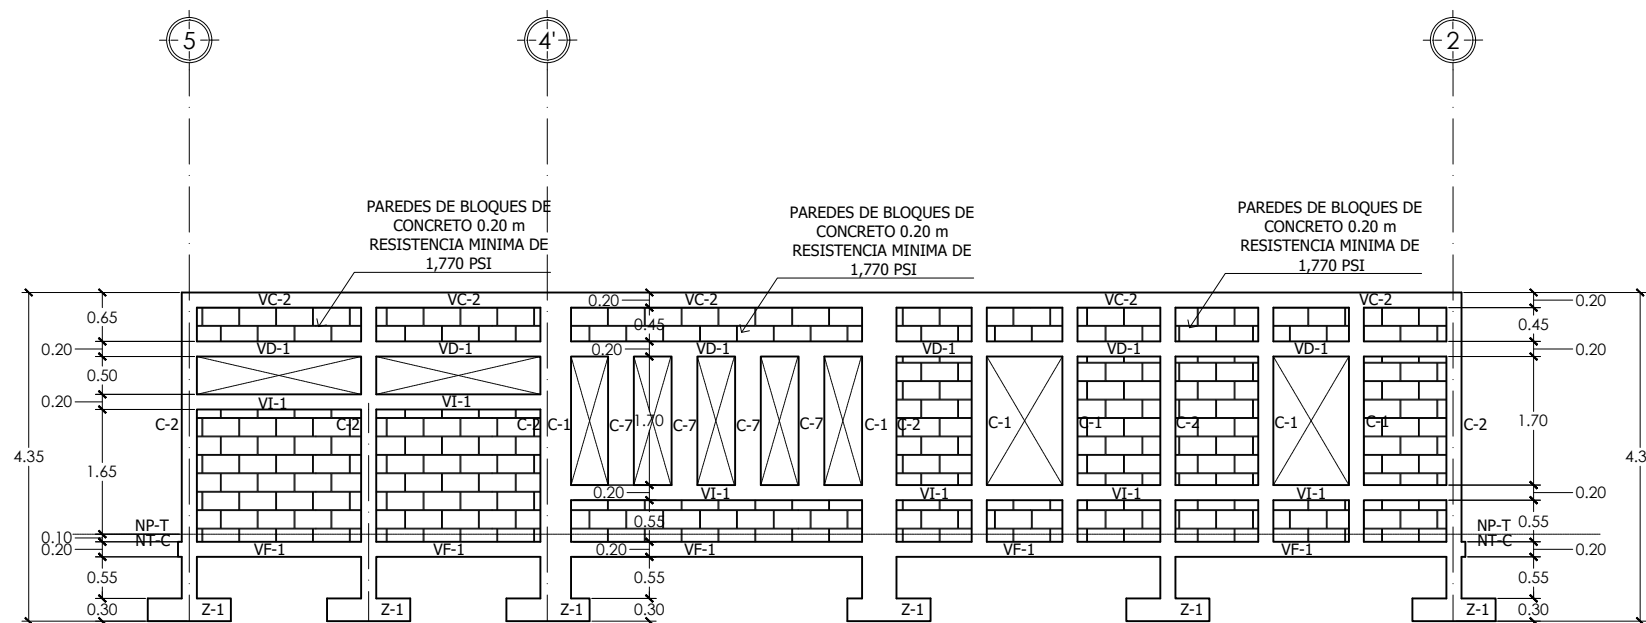 5
4'
2
PAREDES DE BLOQUES DE
CONCRETO 0.20 m
RESISTENCIA MINIMA DE
1,770 PSI
PAREDES DE BLOQUES DE
CONCRETO 0.20 m
RESISTENCIA MINIMA DE
1,770 PSI
PAREDES DE BLOQUES DE
CONCRETO 0.20 m
RESISTENCIA MINIMA DE
1,770 PSI
VC-2 VC-2 0.20 VC-2 VC-2 VC-2 0.20
0.65 0.45 0.45
0.20 VD-1 VD-1 0.20 VD-1 VD-1 VD-1 VD-1 0.20
0.50
0.20 VI-1 VI-1
C-2 C-2 C-2 C-1 C-7 1.70 C-7 C-7 C-7 C-1 C-2 C-1 C-1 C-2 C-1 C-1 C-2 1.70
4.35 1.65 4.3
0.20 VI-1 VI-1 VI-1 VI-1 0.20
NP-T 0.55 NP-T 0.55
0.10 NT-C NT-C
0.20 VF-1 VF-1 0.20 VF-1 VF-1 VF-1 0.20
0.55 0.55 0.55
0.30 Z-1 Z-1 Z-1 0.30 Z-1 Z-1 Z-1 0.30